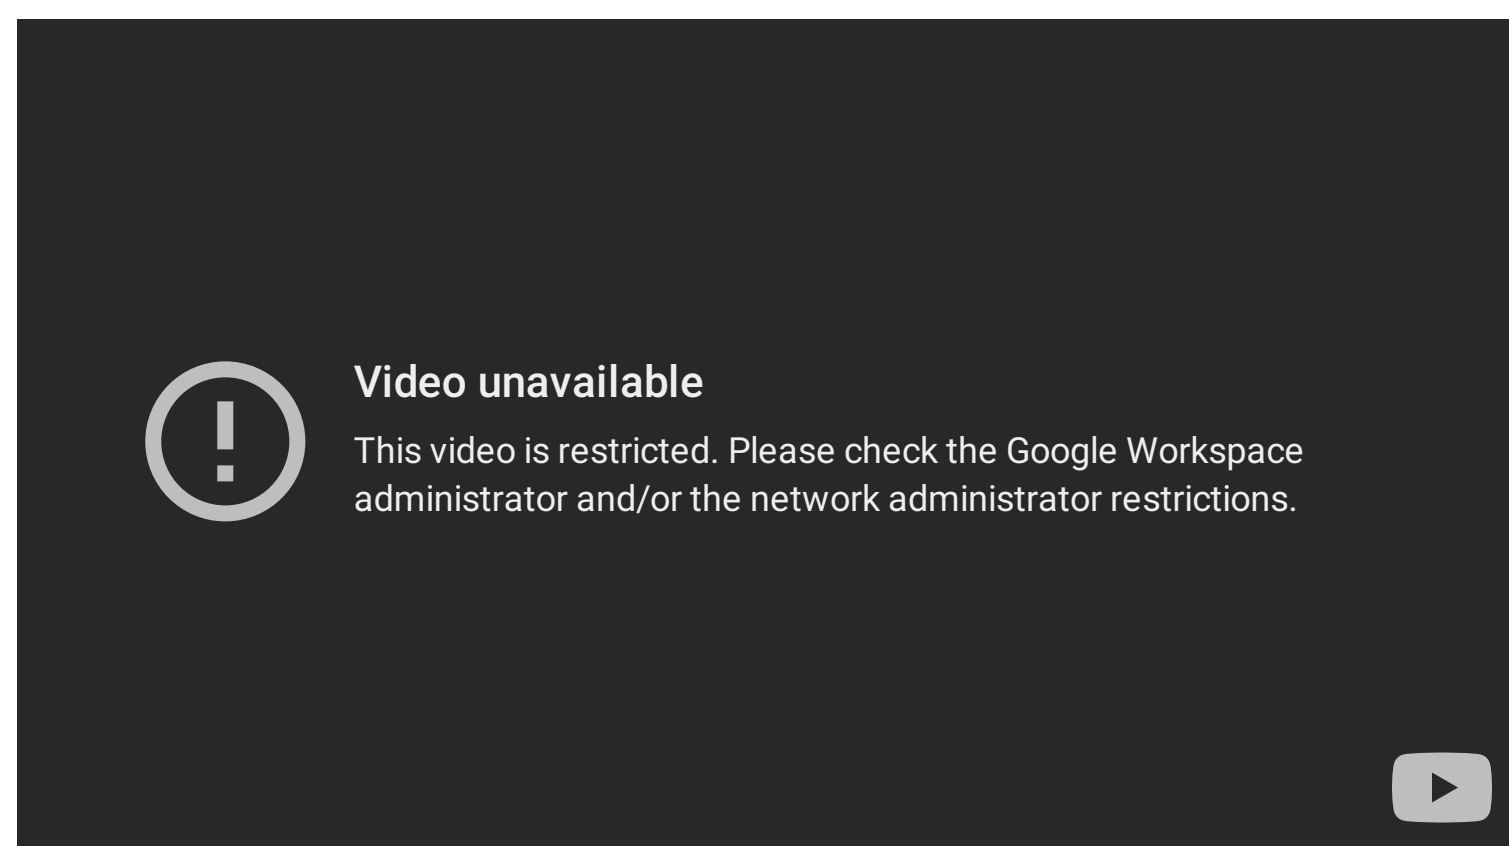 Video unavailable
This video is restricted. Please check the Google Workspace
administrator and/or the network administrator restrictions.